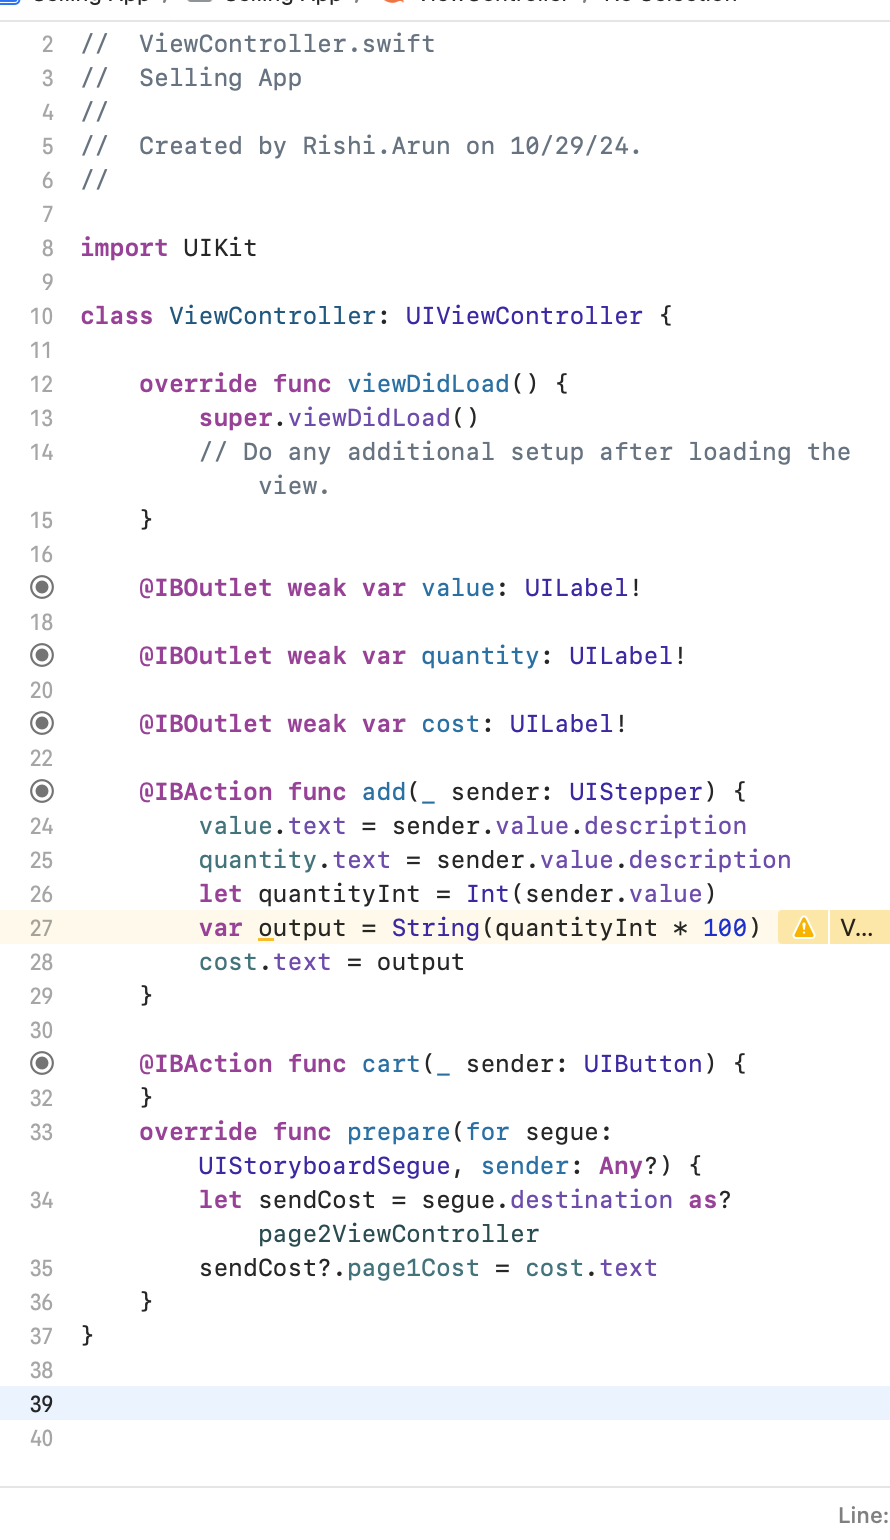 2 // ViewController.swift
3 // Selling App
4 //
5 // Created by Rishi.Arun on 10/29/24.
6 //
7
8 import UIKit
9
10 class ViewController: UIViewController {
11
12 override func viewDidLoad() {
13 super.viewDidLoad()
14 // Do any additional setup after loading the
view.
15 }
16
@IBOutlet weak var value: UILabel!
18
@IBOutlet weak var quantity: UILabel!
20
@IBOutlet weak var cost: UILabel!
22
@IBAction func add(_ sender: UIStepper) {
24 value.text = sender.value.description
25 quantity.text = sender.value.description
26 let quantityInt = Int(sender.value)
27 var output = String(quantityInt * 100) V...
28 cost.text = output
29 }
30
@IBAction func cart(_ sender: UIButton) {
32 }
33 override func prepare(for segue:
UIStoryboardSegue, sender: Any?) {
34 let sendCost = segue.destination as?
page2ViewController
35 sendCost?.page1Cost = cost.text
36 }
37 }
38
39
40
Line: